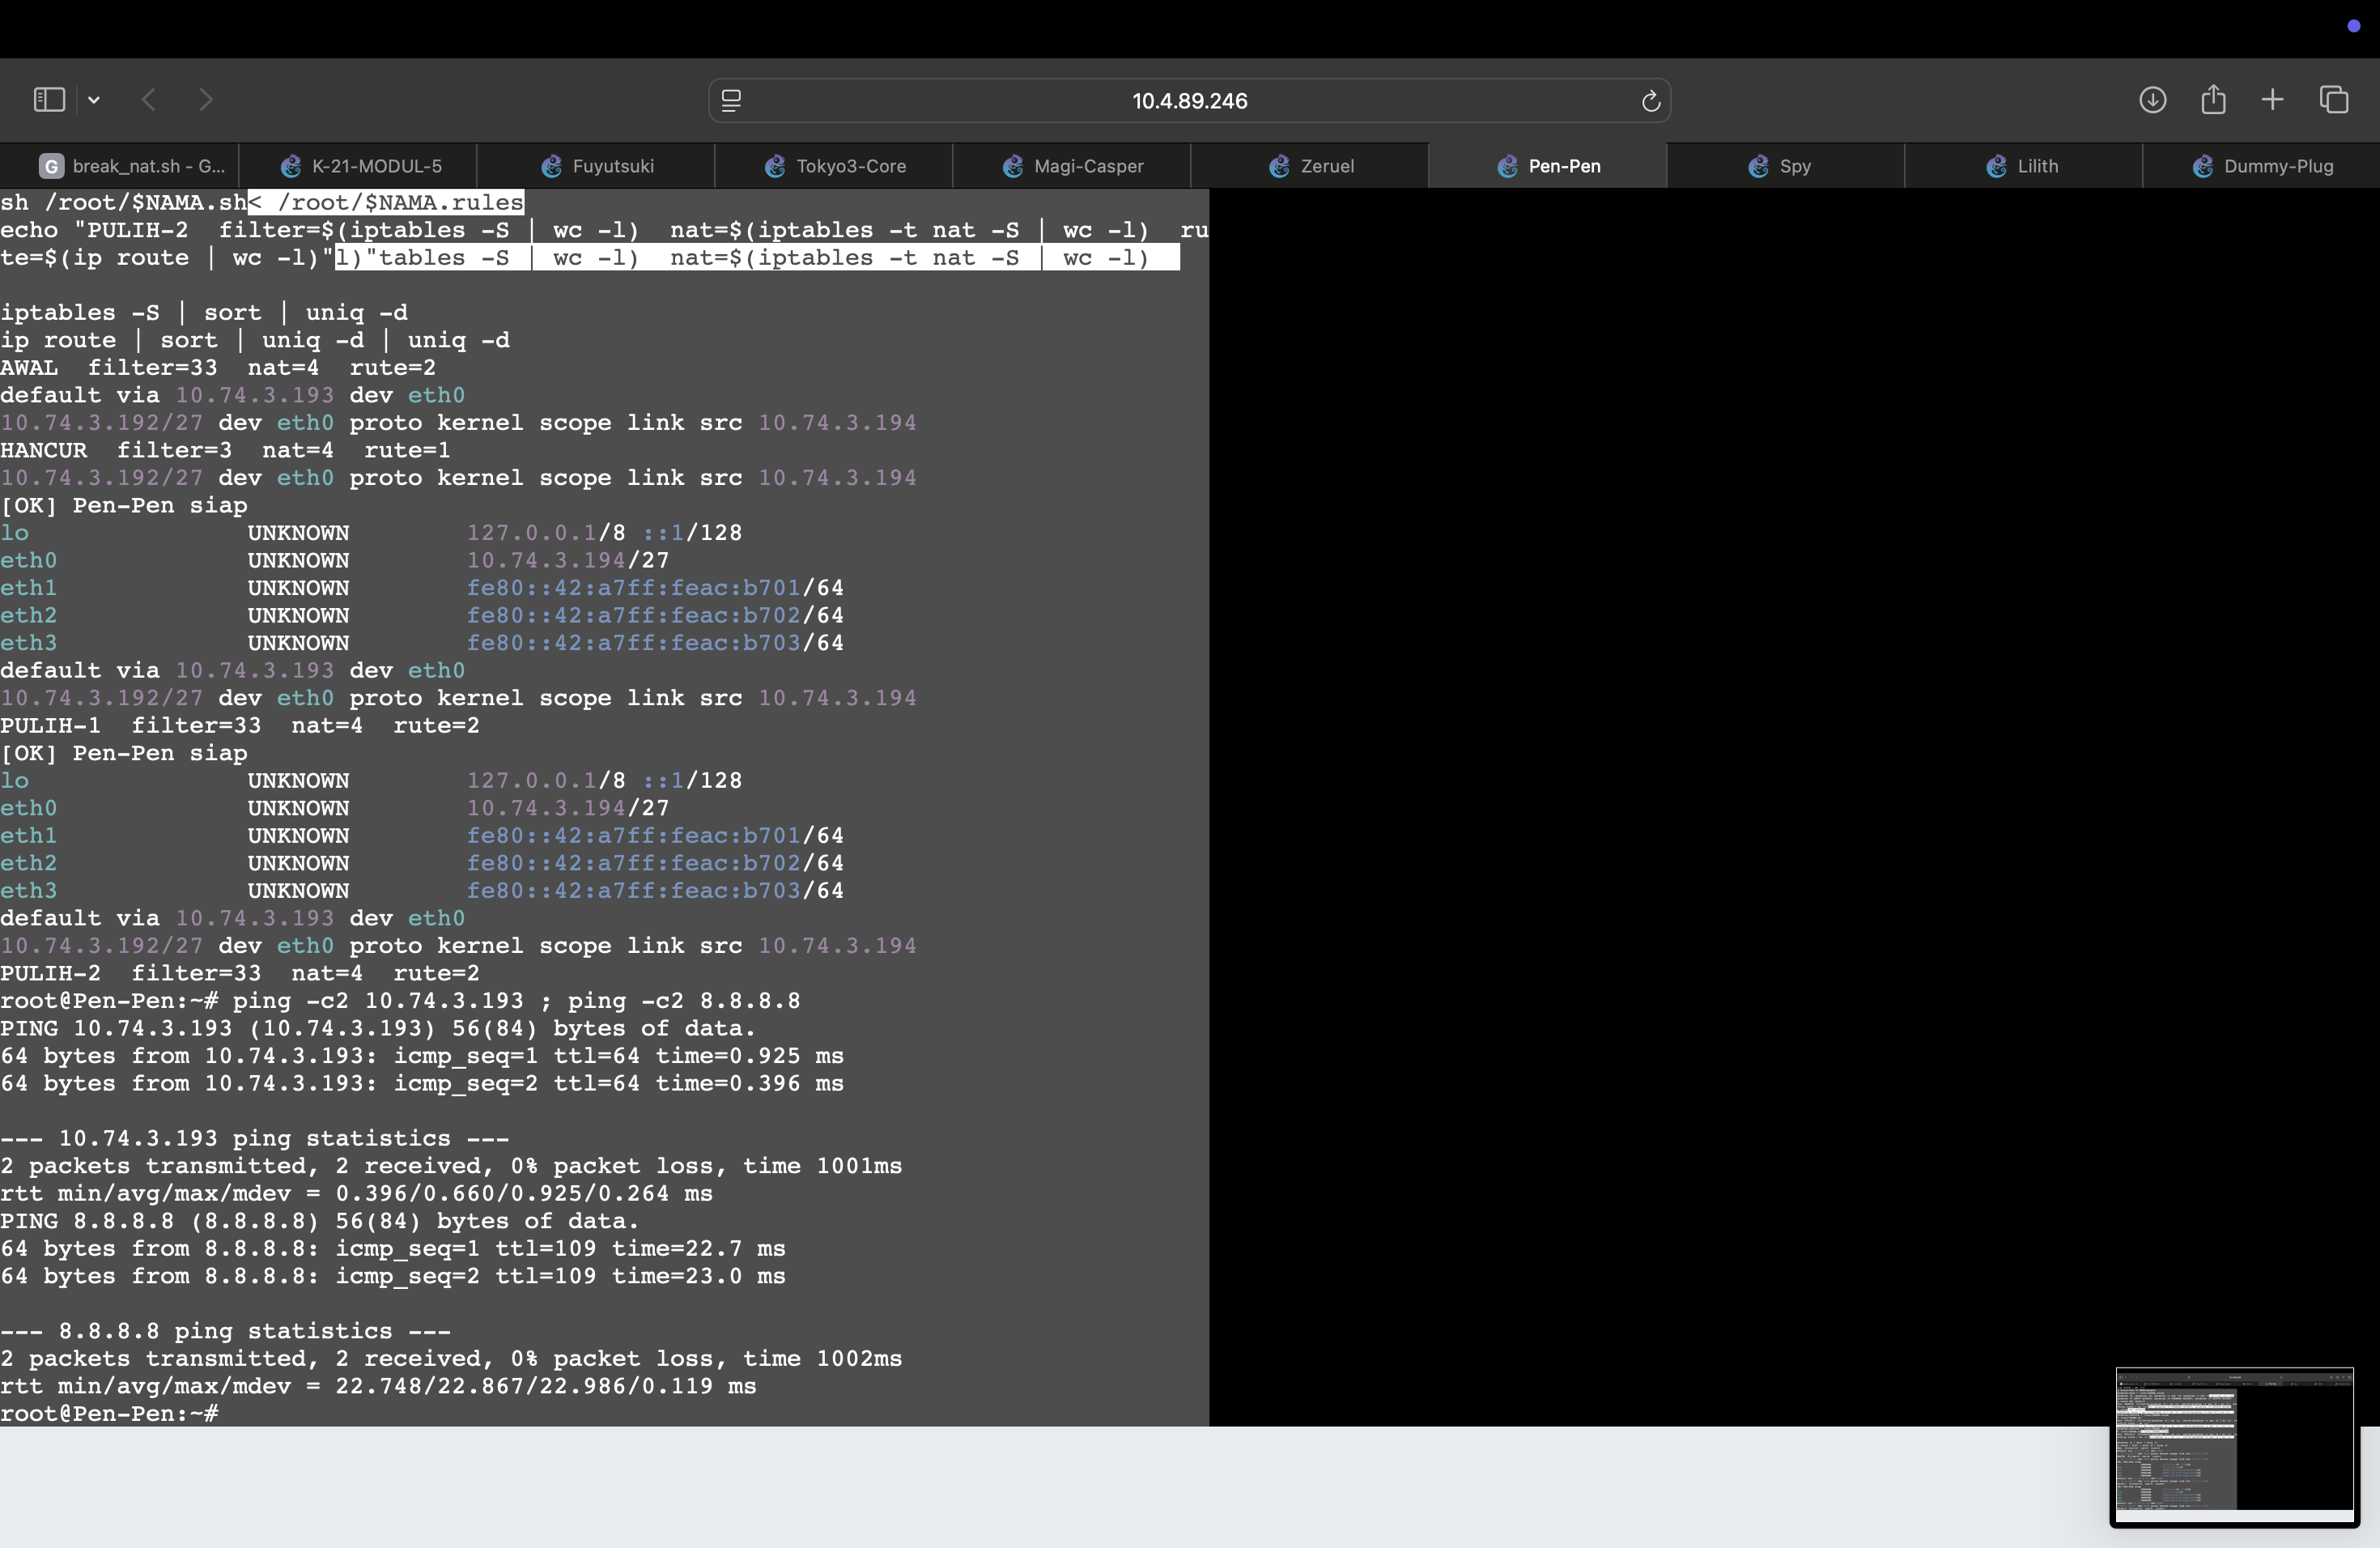 10.4.89.246
G break_nat.sh - G...
K-21-MODUL-5
Fuyutsuki
Tokyo3-Core
Magi-Casper
Zeruel
Pen-Pen
Spy
Lilith
Dummy-Plug
sh /root/$NAMA.sh< /root/$NAMA.rules
echo "PULIH-2  filter=$(iptables -S | wc -l)  nat=$(iptables -t nat -S | wc -l)  ru
te=$(ip route | wc -l)"l)"tables -S | wc -l)  nat=$(iptables -t nat -S | wc -l)
iptables -S | sort | uniq -d
ip route | sort | uniq -d | uniq -d
AWAL  filter=33  nat=4  rute=2
default via 10.74.3.193 dev eth0
10.74.3.192/27 dev eth0 proto kernel scope link src 10.74.3.194
HANCUR  filter=3  nat=4  rute=1
10.74.3.192/27 dev eth0 proto kernel scope link src 10.74.3.194
[OK] Pen-Pen siap
lo               UNKNOWN        127.0.0.1/8 ::1/128
eth0             UNKNOWN        10.74.3.194/27
eth1             UNKNOWN        fe80::42:a7ff:feac:b701/64
eth2             UNKNOWN        fe80::42:a7ff:feac:b702/64
eth3             UNKNOWN        fe80::42:a7ff:feac:b703/64
default via 10.74.3.193 dev eth0
10.74.3.192/27 dev eth0 proto kernel scope link src 10.74.3.194
PULIH-1  filter=33  nat=4  rute=2
[OK] Pen-Pen siap
lo               UNKNOWN        127.0.0.1/8 ::1/128
eth0             UNKNOWN        10.74.3.194/27
eth1             UNKNOWN        fe80::42:a7ff:feac:b701/64
eth2             UNKNOWN        fe80::42:a7ff:feac:b702/64
eth3             UNKNOWN        fe80::42:a7ff:feac:b703/64
default via 10.74.3.193 dev eth0
10.74.3.192/27 dev eth0 proto kernel scope link src 10.74.3.194
PULIH-2  filter=33  nat=4  rute=2
root@Pen-Pen:~# ping -c2 10.74.3.193 ; ping -c2 8.8.8.8
PING 10.74.3.193 (10.74.3.193) 56(84) bytes of data.
64 bytes from 10.74.3.193: icmp_seq=1 ttl=64 time=0.925 ms
64 bytes from 10.74.3.193: icmp_seq=2 ttl=64 time=0.396 ms
--- 10.74.3.193 ping statistics ---
2 packets transmitted, 2 received, 0% packet loss, time 1001ms
rtt min/avg/max/mdev = 0.396/0.660/0.925/0.264 ms
PING 8.8.8.8 (8.8.8.8) 56(84) bytes of data.
64 bytes from 8.8.8.8: icmp_seq=1 ttl=109 time=22.7 ms
64 bytes from 8.8.8.8: icmp_seq=2 ttl=109 time=23.0 ms
--- 8.8.8.8 ping statistics ---
2 packets transmitted, 2 received, 0% packet loss, time 1002ms
rtt min/avg/max/mdev = 22.748/22.867/22.986/0.119 ms
root@Pen-Pen:~#